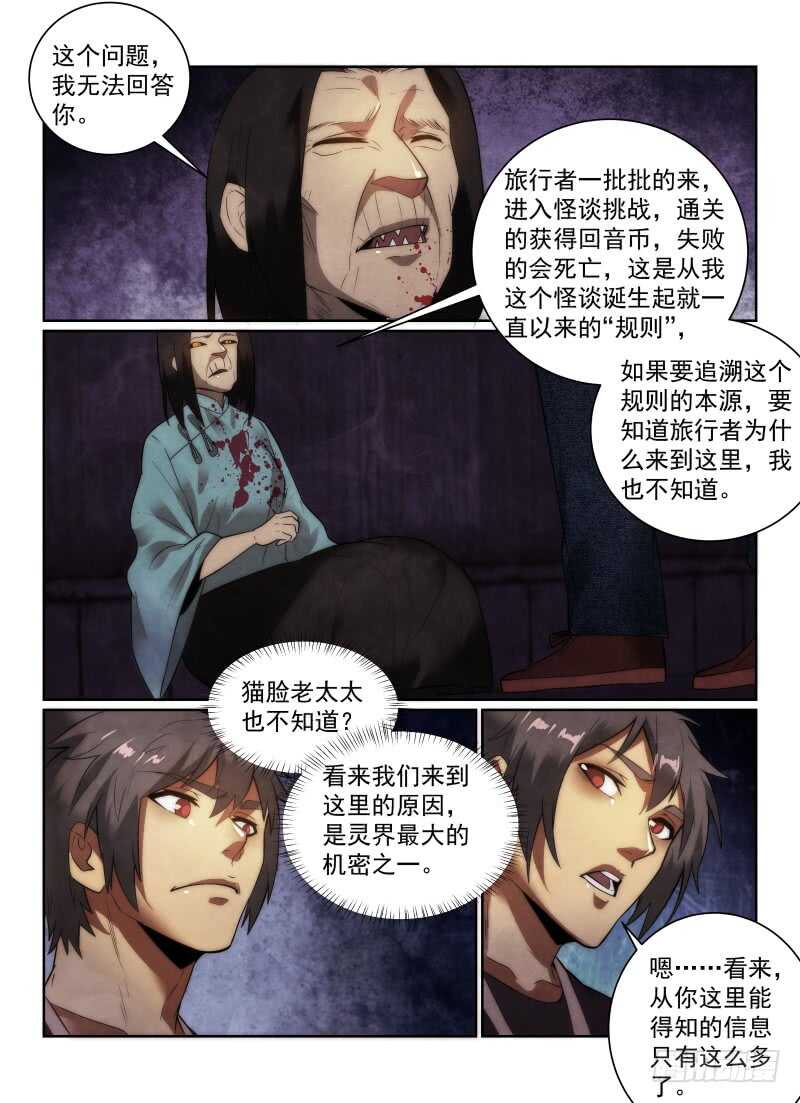 这个问题，
我无法回答
你。
旅行者一批批的来，
进入怪谈挑战，通关
的获得回音币，失败
的会死亡，这是从我
这个怪谈诞生起就一
直以来的“规则”，
如果要追溯这个
规则的本源，要
知道旅行者为什
么来到这里，我
也不知道。
猫脸老太太
也不知道？
看来我们来到
这里的原因，
是灵界最大的
机密之一。
嗯……看来，
从你这里能
得知的信息
只有这么多
了。